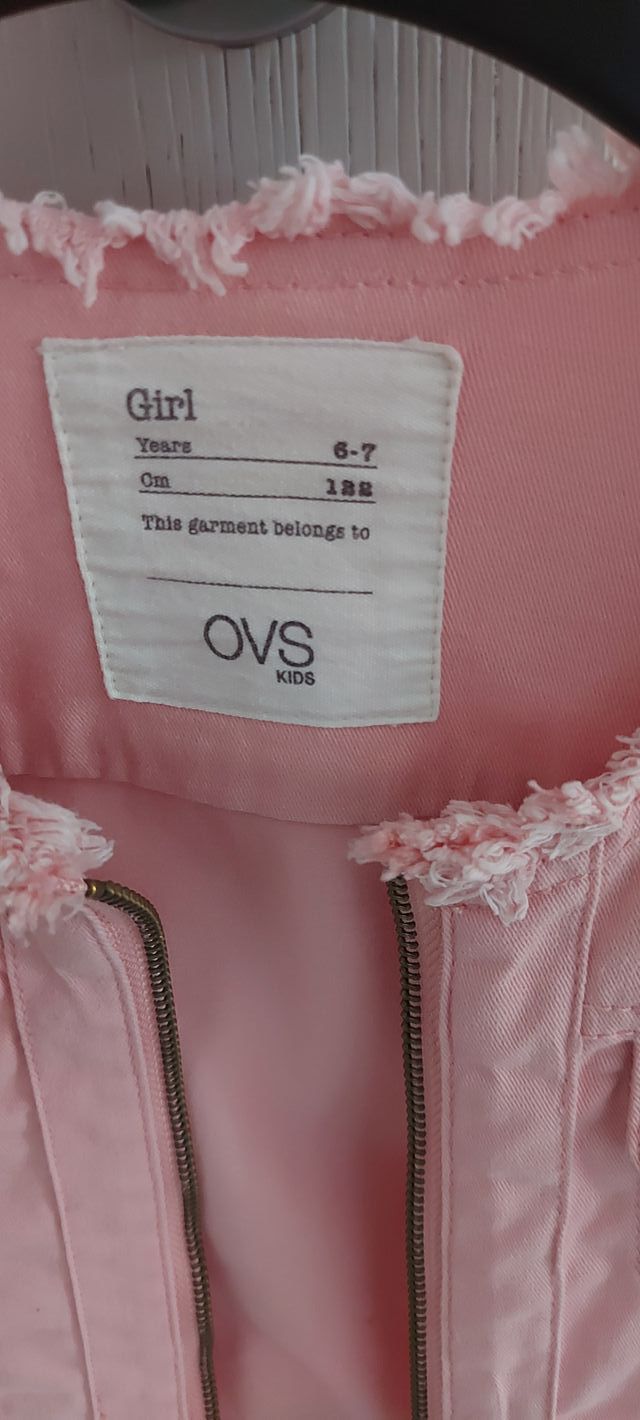 Girl
Years 6-7
Cm 122
This garment belongs to
OVS
KIDS